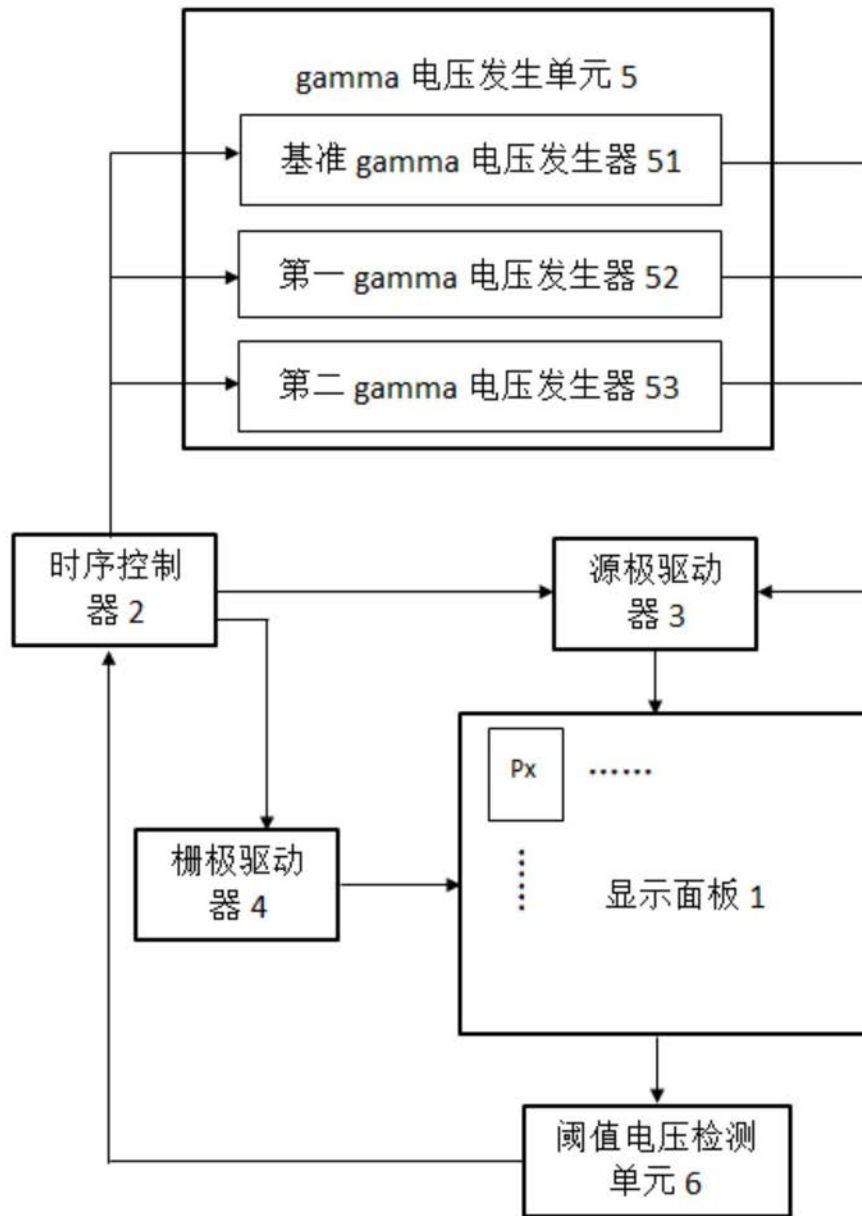 gamma 电压发生单元 5
基准 gamma 电压发生器 51
第一 gamma 电压发生器 52
第二 gamma 电压发生器 53
时序控制
器 2
源极驱动
器 3
Px
……
……
栅极驱动
器 4
显示面板 1
阈值电压检测
单元 6